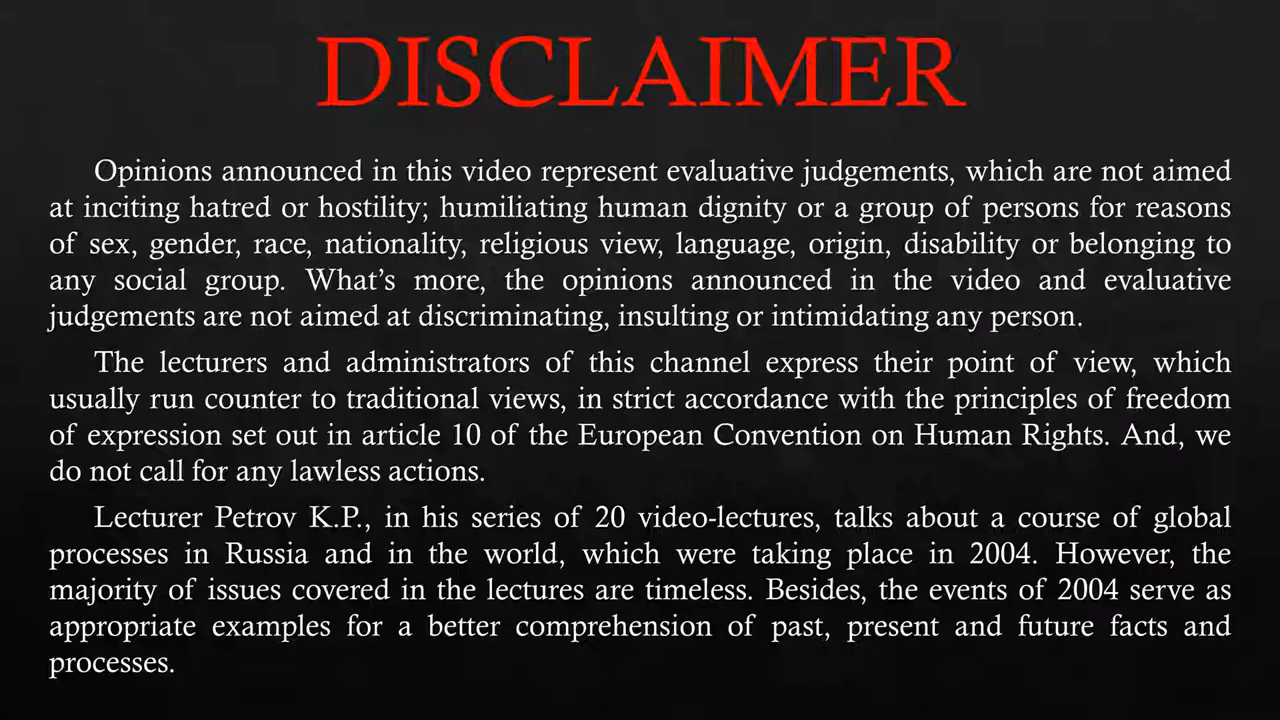 DISCLAIMER
Opinions announced in this video represent evaluative judgements, which are not aimed
at inciting hatred or hostility; humiliating human dignity or a group of persons for reasons
of sex, gender, race, nationality, religious view, language, origin, disability or belonging to
any social group. What’s more, the opinions announced in the video and evaluative
judgements are not aimed at discriminating, insulting or intimidating any person.
The lecturers and administrators of this channel express their point of view, which
usually run counter to traditional views, in strict accordance with the principles of freedom
of expression set out in article 10 of the European Convention on Human Rights. And, we
do not call for any lawless actions.
Lecturer Petrov K.P., in his series of 20 video-lectures, talks about a course of global
processes in Russia and in the world, which were taking place in 2004. However, the
majority of issues covered in the lectures are timeless. Besides, the events of 2004 serve as
appropriate examples for a better comprehension of past, present and future facts and
processes.